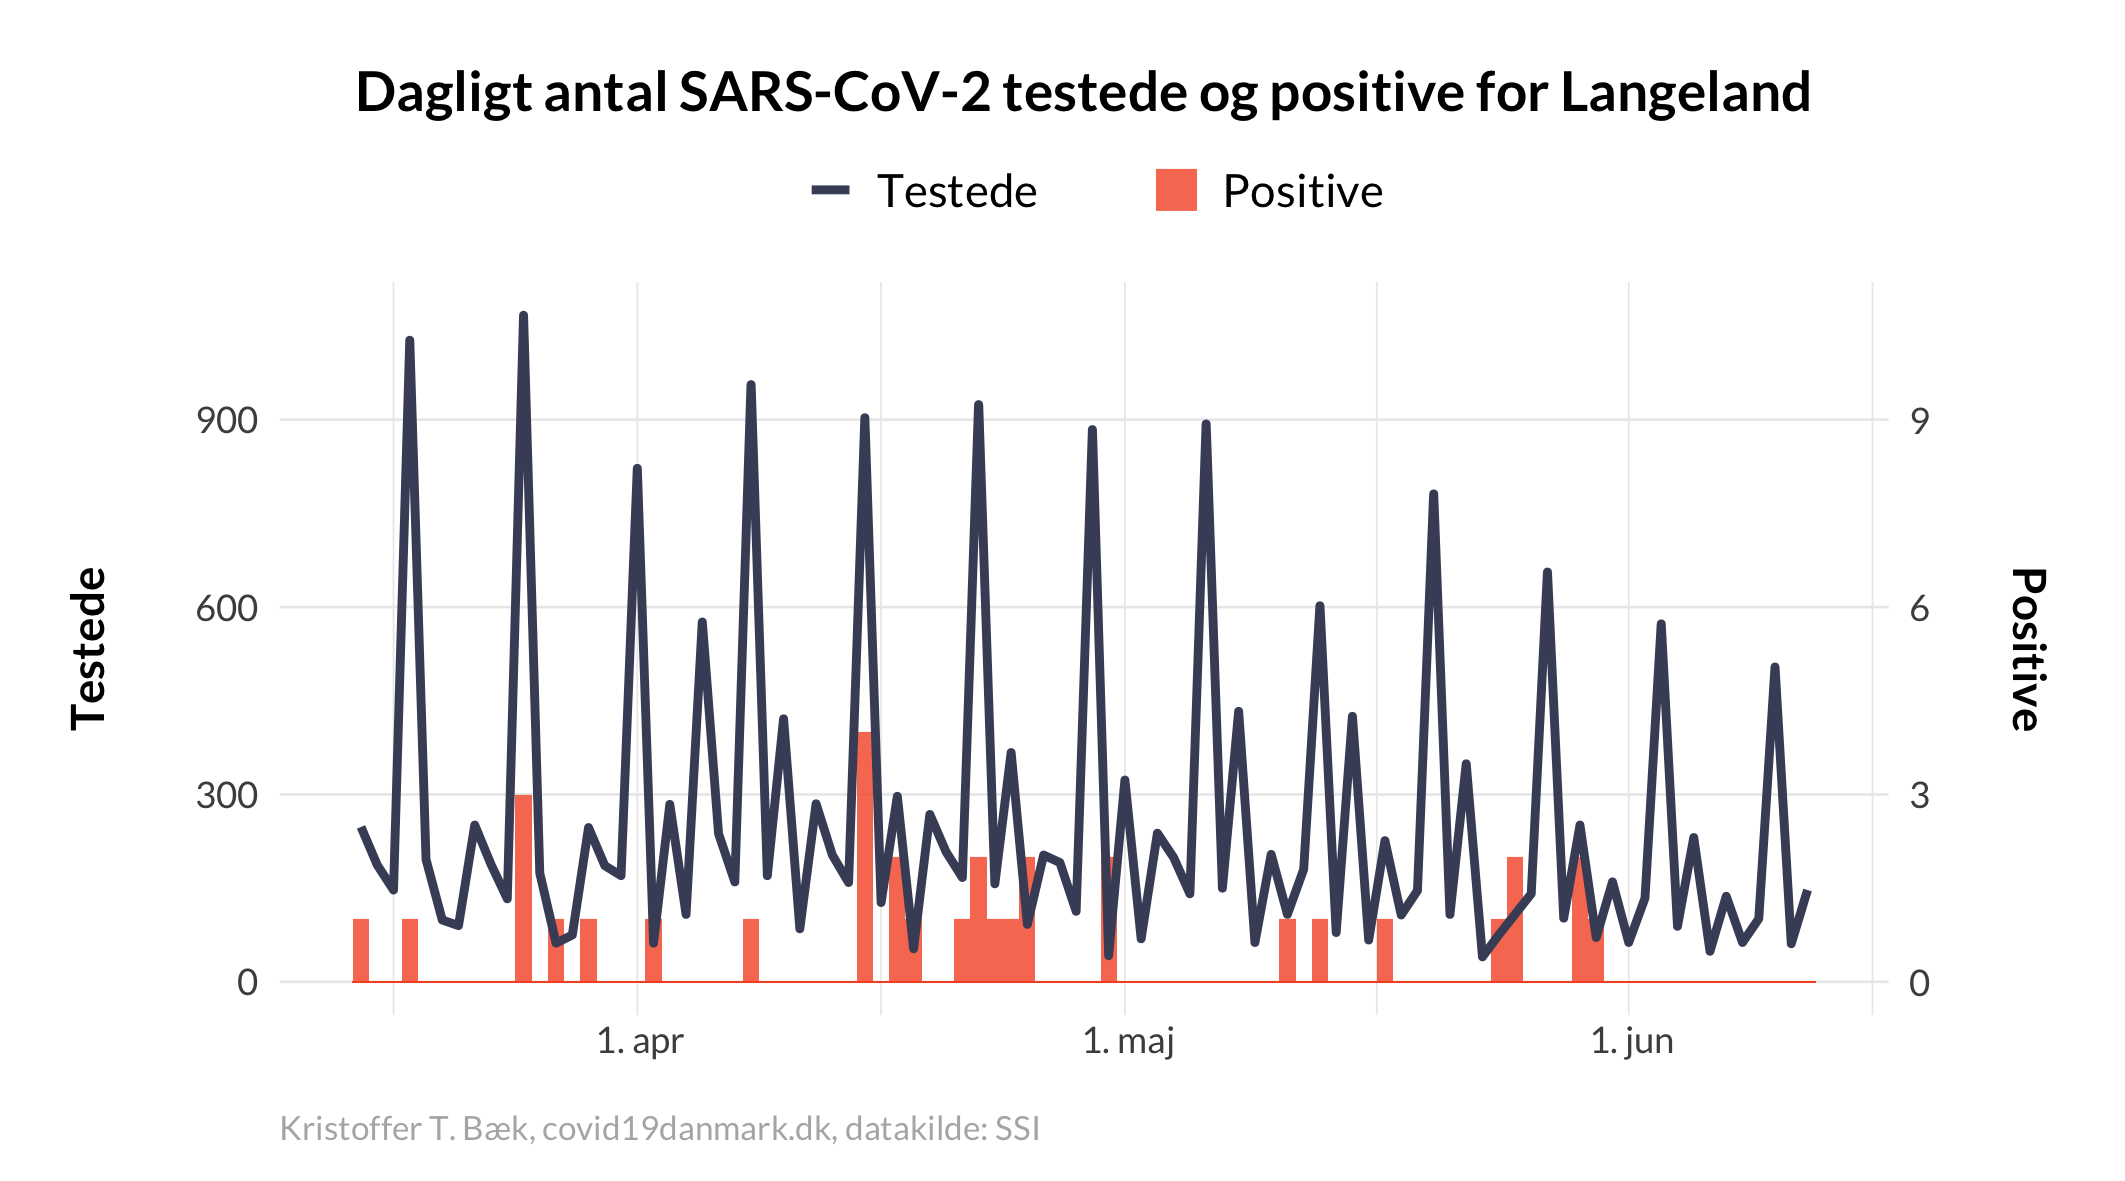 Dagligt antal SARS-CoV-2 testede og positive for Langeland
Testede
Positive
900
600
300
0
9
6
3
0
Testede
Positive
1. apr
1. maj
1. jun
Kristoffer T. Bæk, covid19danmark.dk, datakilde: SSI